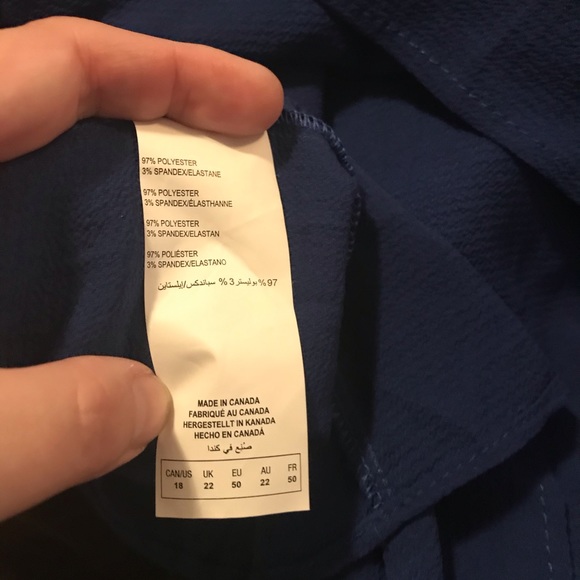 97% POLYESTER
3% SPANDEX/ELASTANE
97% POLYESTER
3% SPANDEX/ÉLASTHANNE
97% POLYESTER
3% SPANDEX/ELASTAN
97% POLIÉSTER
3% SPANDEX/ELASTANO
97 % بوليستر 3 % سباندكس/إيلستاين
MADE IN CANADA
FABRIQUÉ AU CANADA
HERGESTELLT IN KANADA
HECHO EN CANADÁ
صُنِع في كندا
CAN/US UK EU AU FR
18 22 50 22 50